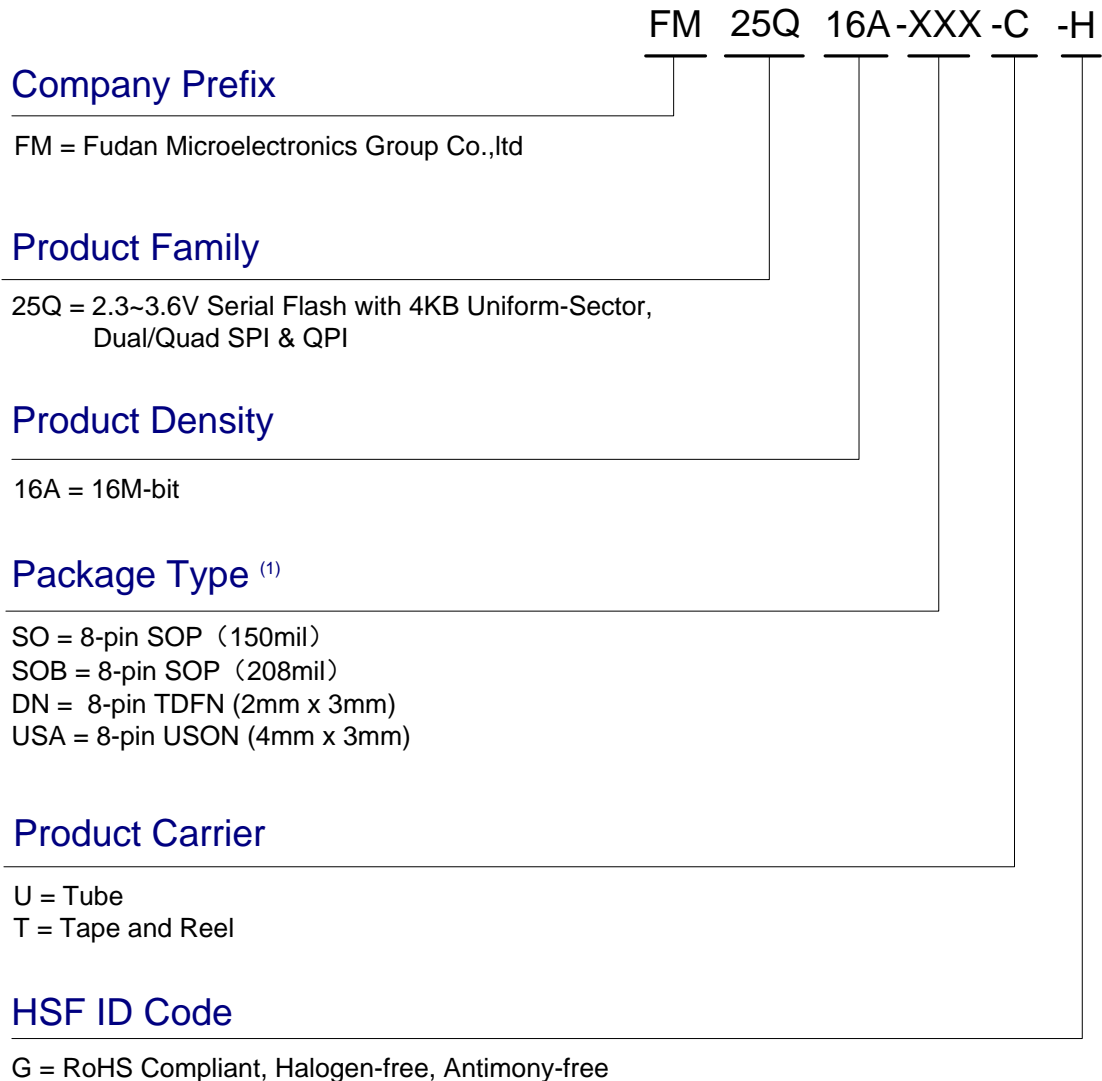 FM 25Q 16A -XXX -C -H
Company Prefix
FM = Fudan Microelectronics Group Co.,ltd
Product Family
25Q = 2.3~3.6V Serial Flash with 4KB Uniform-Sector,
Dual/Quad SPI & QPI
Product Density
16A = 16M-bit
Package Type (1)
SO = 8-pin SOP（150mil）
SOB = 8-pin SOP（208mil）
DN = 8-pin TDFN (2mm x 3mm)
USA = 8-pin USON (4mm x 3mm)
Product Carrier
U = Tube
T = Tape and Reel
HSF ID Code
G = RoHS Compliant, Halogen-free, Antimony-free